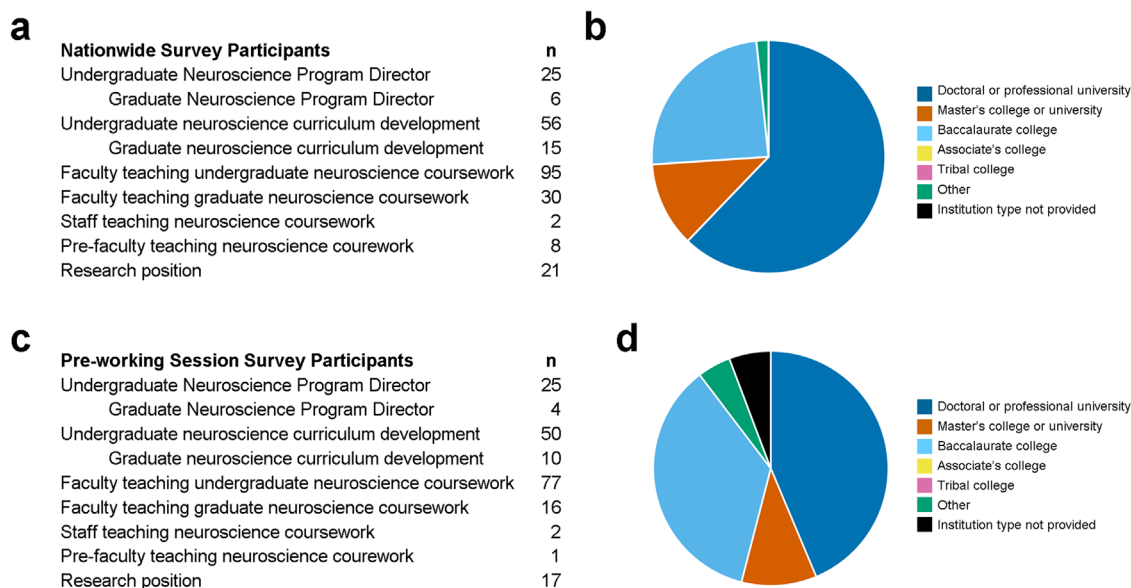 a
Nationwide Survey Participants n
Undergraduate Neuroscience Program Director 25
Graduate Neuroscience Program Director 6
Undergraduate neuroscience curriculum development 56
Graduate neuroscience curriculum development 15
Faculty teaching undergraduate neuroscience coursework 95
Faculty teaching graduate neuroscience coursework 30
Staff teaching neuroscience coursework 2
Pre-faculty teaching neuroscience courework 8
Research position 21
b
Doctoral or professional university
Master's college or university
Baccalaurate college
Associate's college
Tribal college
Other
Institution type not provided
c
Pre-working Session Survey Participants n
Undergraduate Neuroscience Program Director 25
Graduate Neuroscience Program Director 4
Undergraduate neuroscience curriculum development 50
Graduate neuroscience curriculum development 10
Faculty teaching undergraduate neuroscience coursework 77
Faculty teaching graduate neuroscience coursework 16
Staff teaching neuroscience coursework 2
Pre-faculty teaching neuroscience courework 1
Research position 17
d
Doctoral or professional university
Master's college or university
Baccalaurate college
Associate's college
Tribal college
Other
Institution type not provided